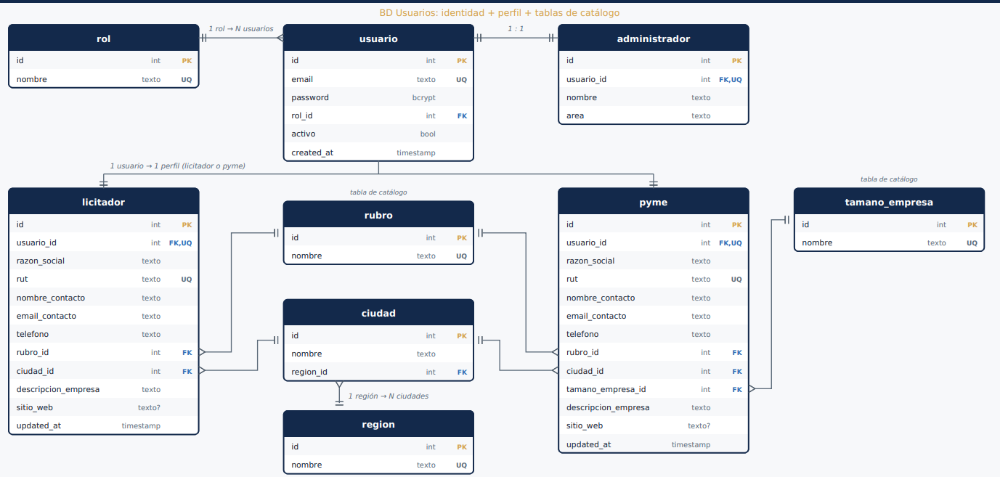 BD Usuarios: identidad + perfil + tablas de catálogo
rol
id int PK
nombre texto UQ
1 rol → N usuarios
usuario
id int PK
email texto UQ
password bcrypt
rol_id int FK
activo bool
created_at timestamp
1 : 1
administrador
id int PK
usuario_id int FK,UQ
nombre texto
area texto
1 usuario → 1 perfil (licitador o pyme)
licitador
id int PK
usuario_id int FK,UQ
razon_social texto
rut texto UQ
nombre_contacto texto
email_contacto texto
telefono texto
rubro_id int FK
ciudad_id int FK
descripcion_empresa texto
sitio_web texto?
updated_at timestamp
tabla de catálogo
rubro
id int PK
nombre texto UQ
ciudad
id int PK
nombre texto
region_id int FK
1 región → N ciudades
region
id int PK
nombre texto UQ
pyme
id int PK
usuario_id int FK,UQ
razon_social texto
rut texto UQ
nombre_contacto texto
email_contacto texto
telefono texto
rubro_id int FK
ciudad_id int FK
tamano_empresa_id int FK
descripcion_empresa texto
sitio_web texto?
updated_at timestamp
tabla de catálogo
tamano_empresa
id int PK
nombre texto UQ